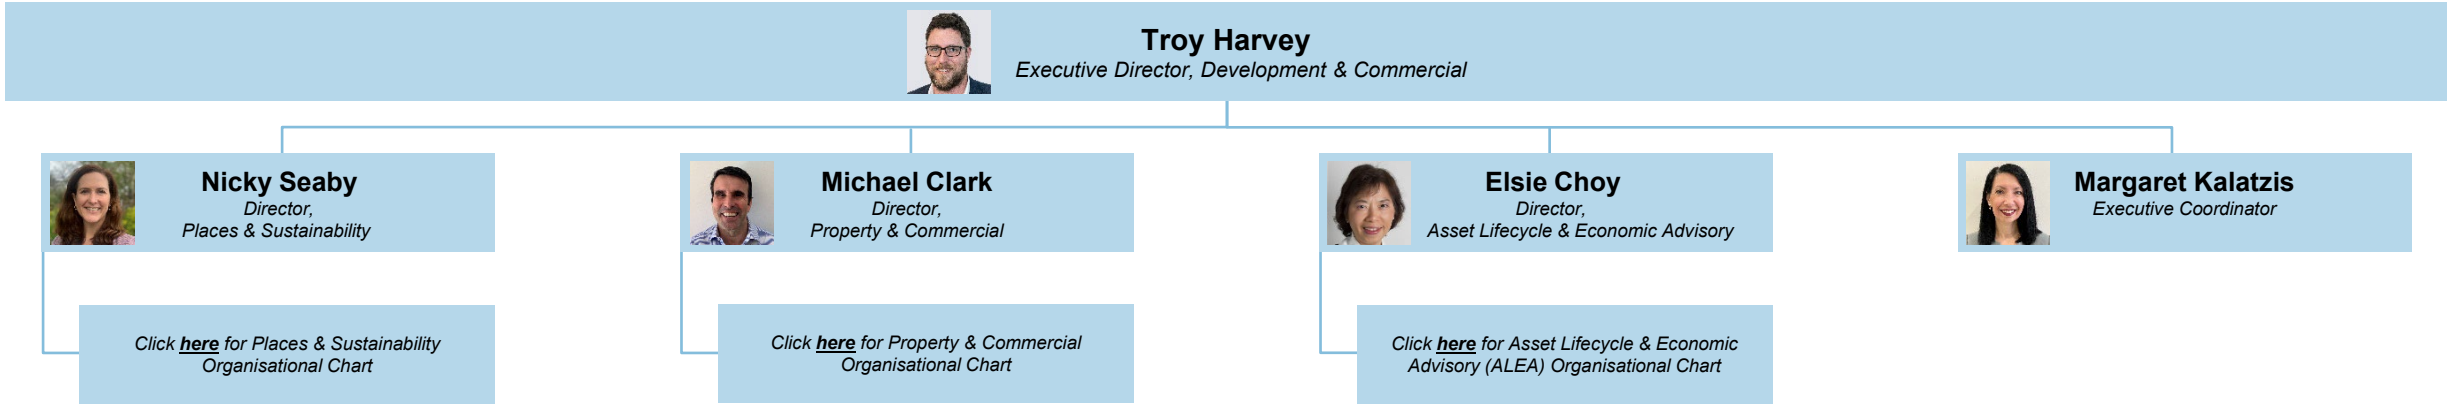 Troy Harvey
Executive Director, Development & Commercial
Nicky Seaby
Director,
Places & Sustainability
Michael Clark
Director,
Property & Commercial
Elsie Choy
Director,
Asset Lifecycle & Economic Advisory
Margaret Kalatzis
Executive Coordinator
Click here for Places & Sustainability
Organisational Chart
Click here for Property & Commercial
Organisational Chart
Click here for Asset Lifecycle & Economic
Advisory (ALEA) Organisational Chart